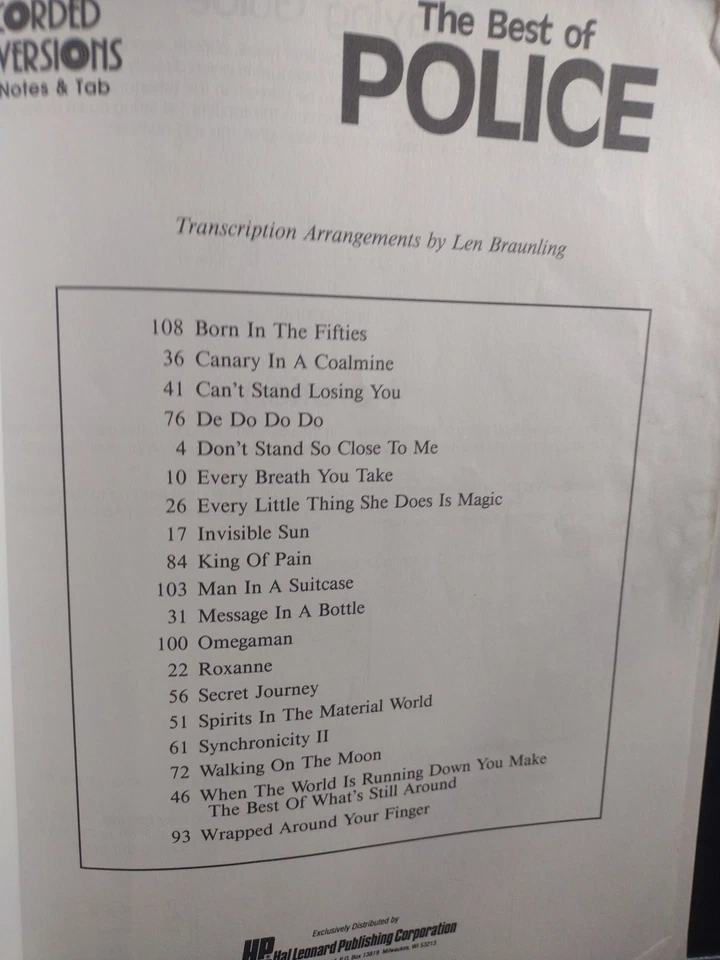 CORDED
VERSIONS
Notes & Tab
The Best of
POLICE
Transcription Arrangements by Len Braunling
108 Born In The Fifties
36 Canary In A Coalmine
41 Can't Stand Losing You
76 De Do Do Do
4 Don't Stand So Close To Me
10 Every Breath You Take
26 Every Little Thing She Does Is Magic
17 Invisible Sun
84 King Of Pain
103 Man In A Suitcase
31 Message In A Bottle
100 Omegaman
22 Roxanne
56 Secret Journey
51 Spirits In The Material World
61 Synchronicity II
72 Walking On The Moon
46 When The World Is Running Down You Make
The Best Of What's Still Around
93 Wrapped Around Your Finger
Exclusively Distributed by
Hal Leonard Publishing Corporation
P.O. Box 13819 Milwaukee, WI 53213